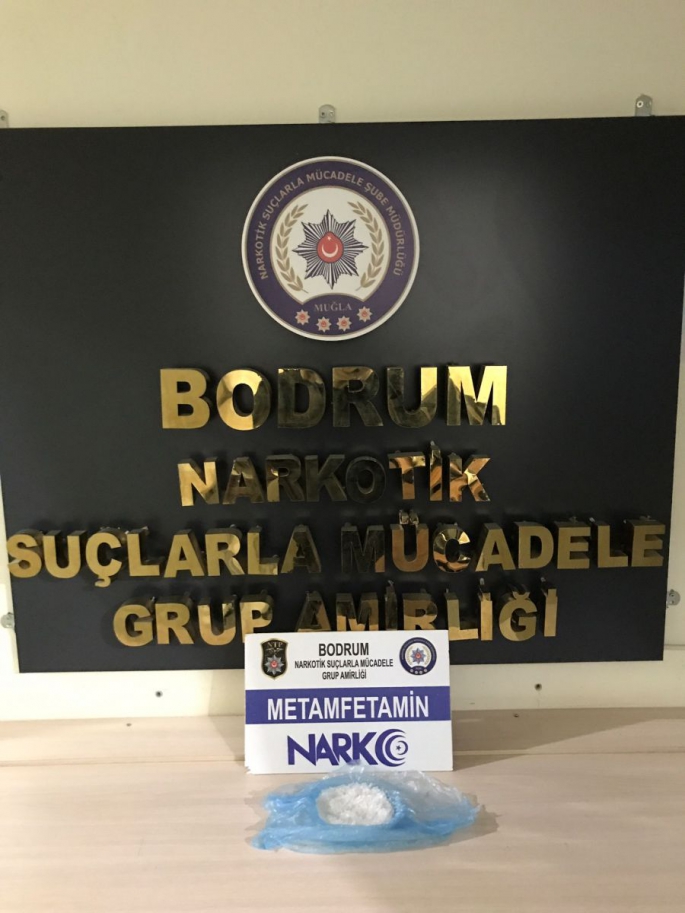 NARKOTİK SUÇLARLA MÜCADELE ŞUBE MÜDÜRLÜĞÜ
MUĞLA
BODRUM
NARKOTİK
SUÇLARLA MÜCADELE
GRUP AMİRLİĞİ
BODRUM
NARKOTİK SUÇLARLA MÜCADELE
GRUP AMİRLİĞİ
METAMFETAMİN
NARKO